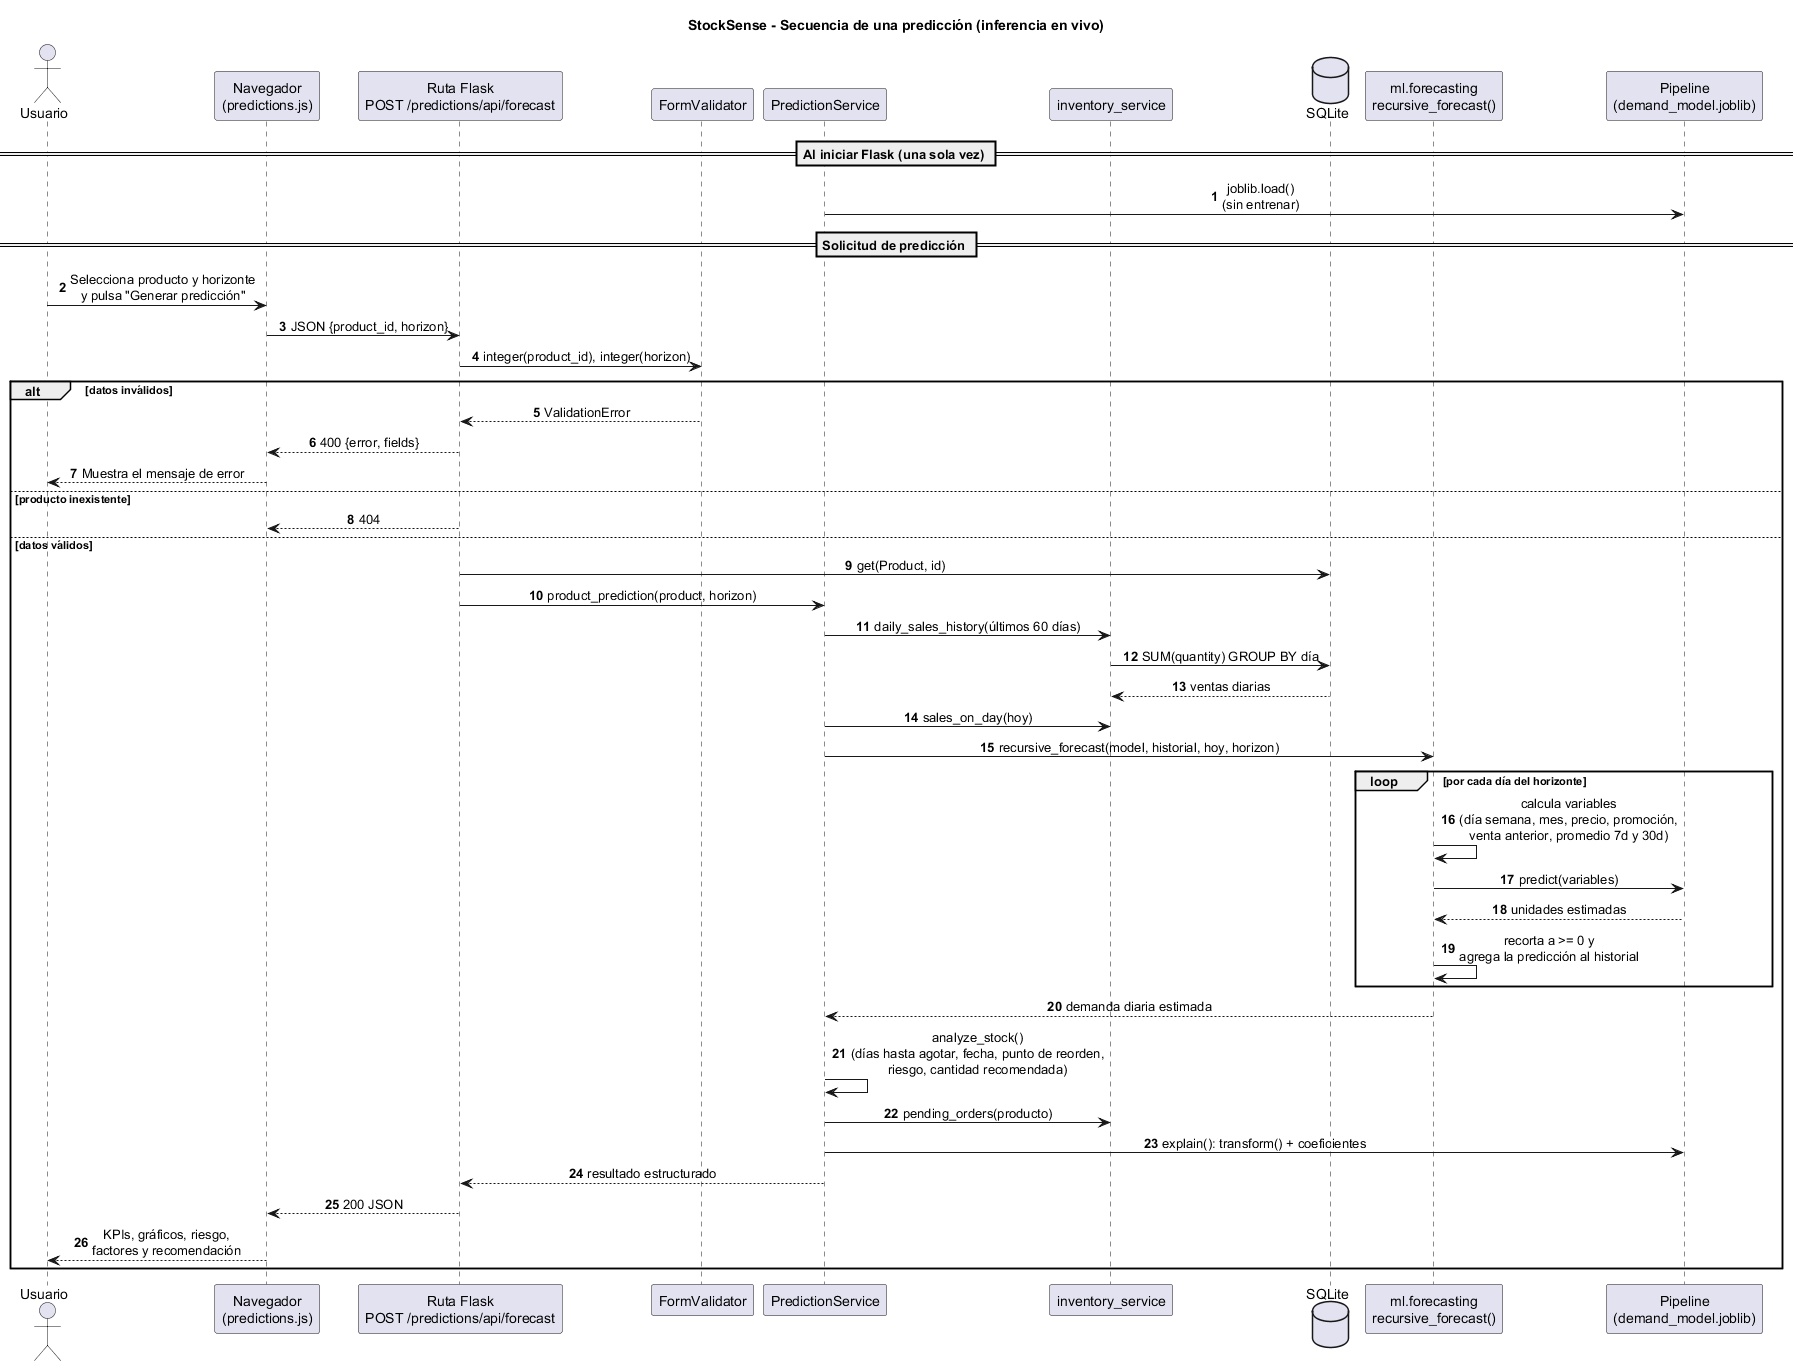 StockSense - Secuencia de una predicción (inferencia en vivo)
Usuario
Navegador
(predictions.js)
Ruta Flask
POST /predictions/api/forecast
FormValidator
PredictionService
inventory_service
SQLite
ml.forecasting
recursive_forecast()
Pipeline
(demand_model.joblib)
Al iniciar Flask (una sola vez)
1 joblib.load()
(sin entrenar)
Solicitud de predicción
2 Selecciona producto y horizonte
y pulsa "Generar predicción"
3 JSON {product_id, horizon}
4 integer(product_id), integer(horizon)
alt [datos inválidos]
5 ValidationError
6 400 {error, fields}
7 Muestra el mensaje de error
[producto inexistente]
8 404
[datos válidos]
9 get(Product, id)
10 product_prediction(product, horizon)
11 daily_sales_history(últimos 60 días)
12 SUM(quantity) GROUP BY día
13 ventas diarias
14 sales_on_day(hoy)
15 recursive_forecast(model, historial, hoy, horizon)
loop [por cada día del horizonte]
calcula variables
16 (día semana, mes, precio, promoción,
venta anterior, promedio 7d y 30d)
17 predict(variables)
18 unidades estimadas
19 recorta a >= 0 y
agrega la predicción al historial
20 demanda diaria estimada
analyze_stock()
21 (días hasta agotar, fecha, punto de reorden,
riesgo, cantidad recomendada)
22 pending_orders(producto)
23 explain(): transform() + coeficientes
24 resultado estructurado
25 200 JSON
26 KPIs, gráficos, riesgo,
factores y recomendación
Usuario
Navegador
(predictions.js)
Ruta Flask
POST /predictions/api/forecast
FormValidator
PredictionService
inventory_service
SQLite
ml.forecasting
recursive_forecast()
Pipeline
(demand_model.joblib)